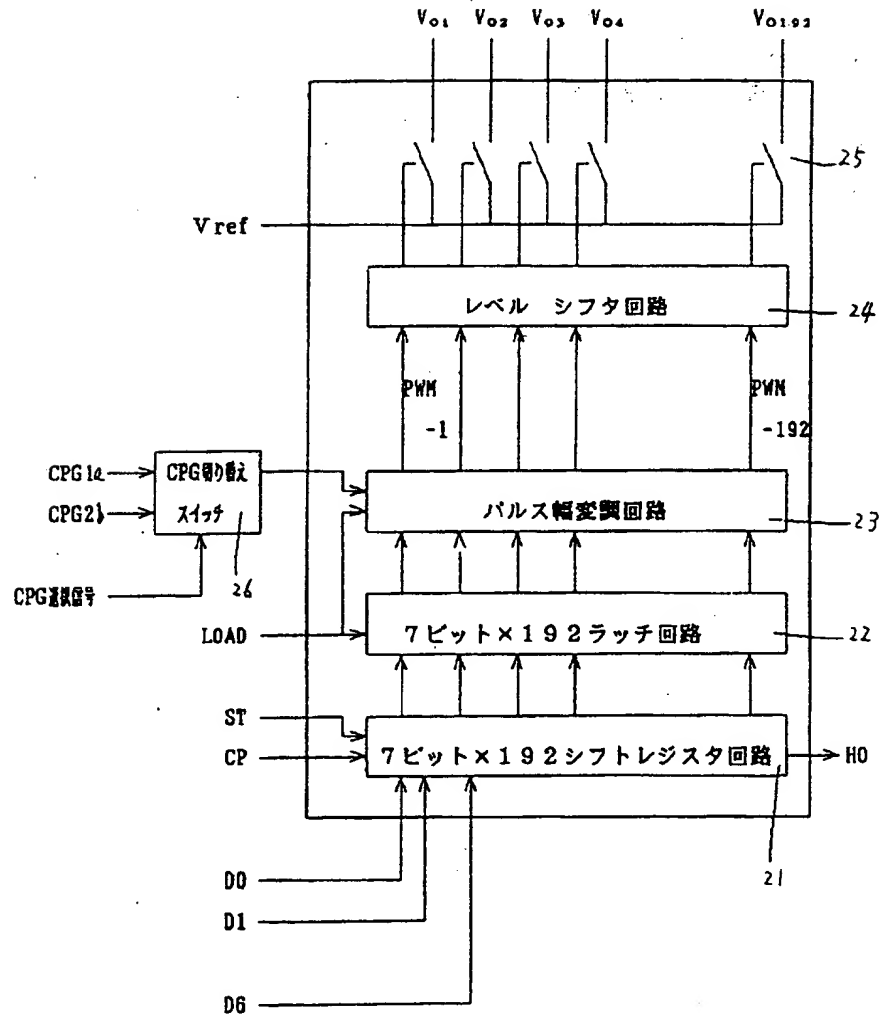 Vo1 Vo2 Vo3 Vo4 Vo192
25
Vref
レベル シフタ回路
24
PWM
-1
PWM
-192
CPG1a
CPG2b
CPG切り替え
スイッチ
26
パルス幅変調回路
23
CPG選択信号
LOAD
7ビット×192ラッチ回路
22
ST
CP
7ビット×192シフトレジスタ回路
HO
21
D0
D1
D6